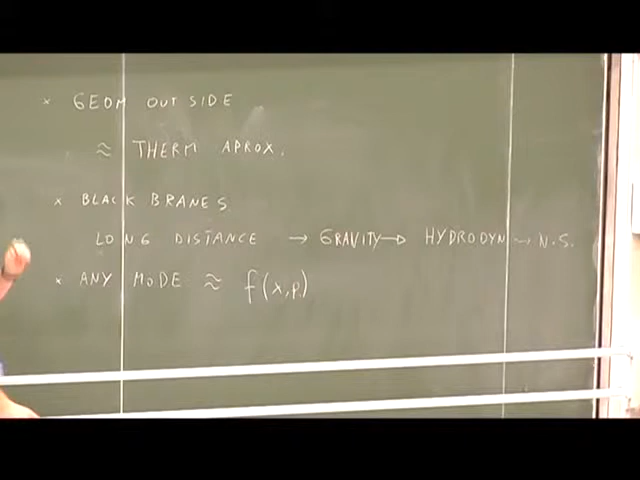 × GEOM OUTSIDE
≈ THERM APROX.
× BLACK BRANES
LONG DISTANCE → GRAVITY → HYDRODYN → N.S.
× ANY MODE ≈ f(x,p)